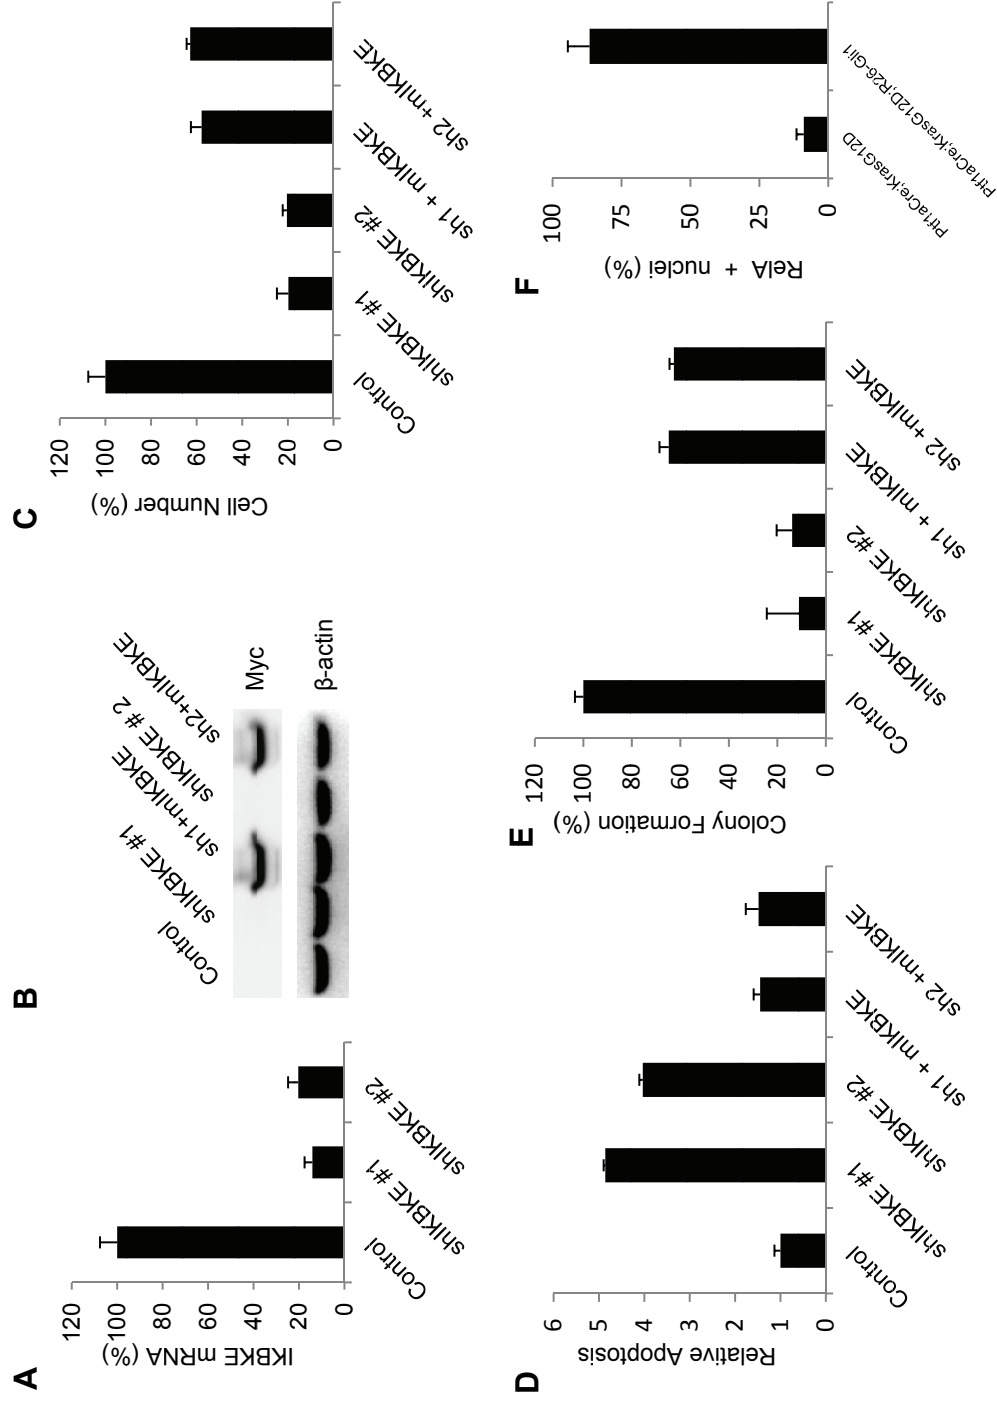 A
IKBKE mRNA (%)
120
100
80
60
40
20
0
Control
shIKBKE #1
shIKBKE #2
B
Control
shIKBKE #1
sh1+mIKBKE
shIKBKE # 2
sh2+mIKBKE
Myc
β-actin
C
Cell Number (%)
120
100
80
60
40
20
0
Control
shIKBKE #1
shIKBKE #2
sh1 + mIKBKE
sh2 +mIKBKE
D
Relative Apoptosis
6
5
4
3
2
1
0
Control
shIKBKE #1
shIKBKE #2
sh1 + mIKBKE
sh2 +mIKBKE
E
Colony Formation (%)
120
100
80
60
40
20
0
Control
shIKBKE #1
shIKBKE #2
sh1 + mIKBKE
sh2 +mIKBKE
F
RelA + nuclei (%)
100
75
50
25
0
Ptf1aCre;KrasG12D
Ptf1aCre;KrasG12D;R26-Gli1